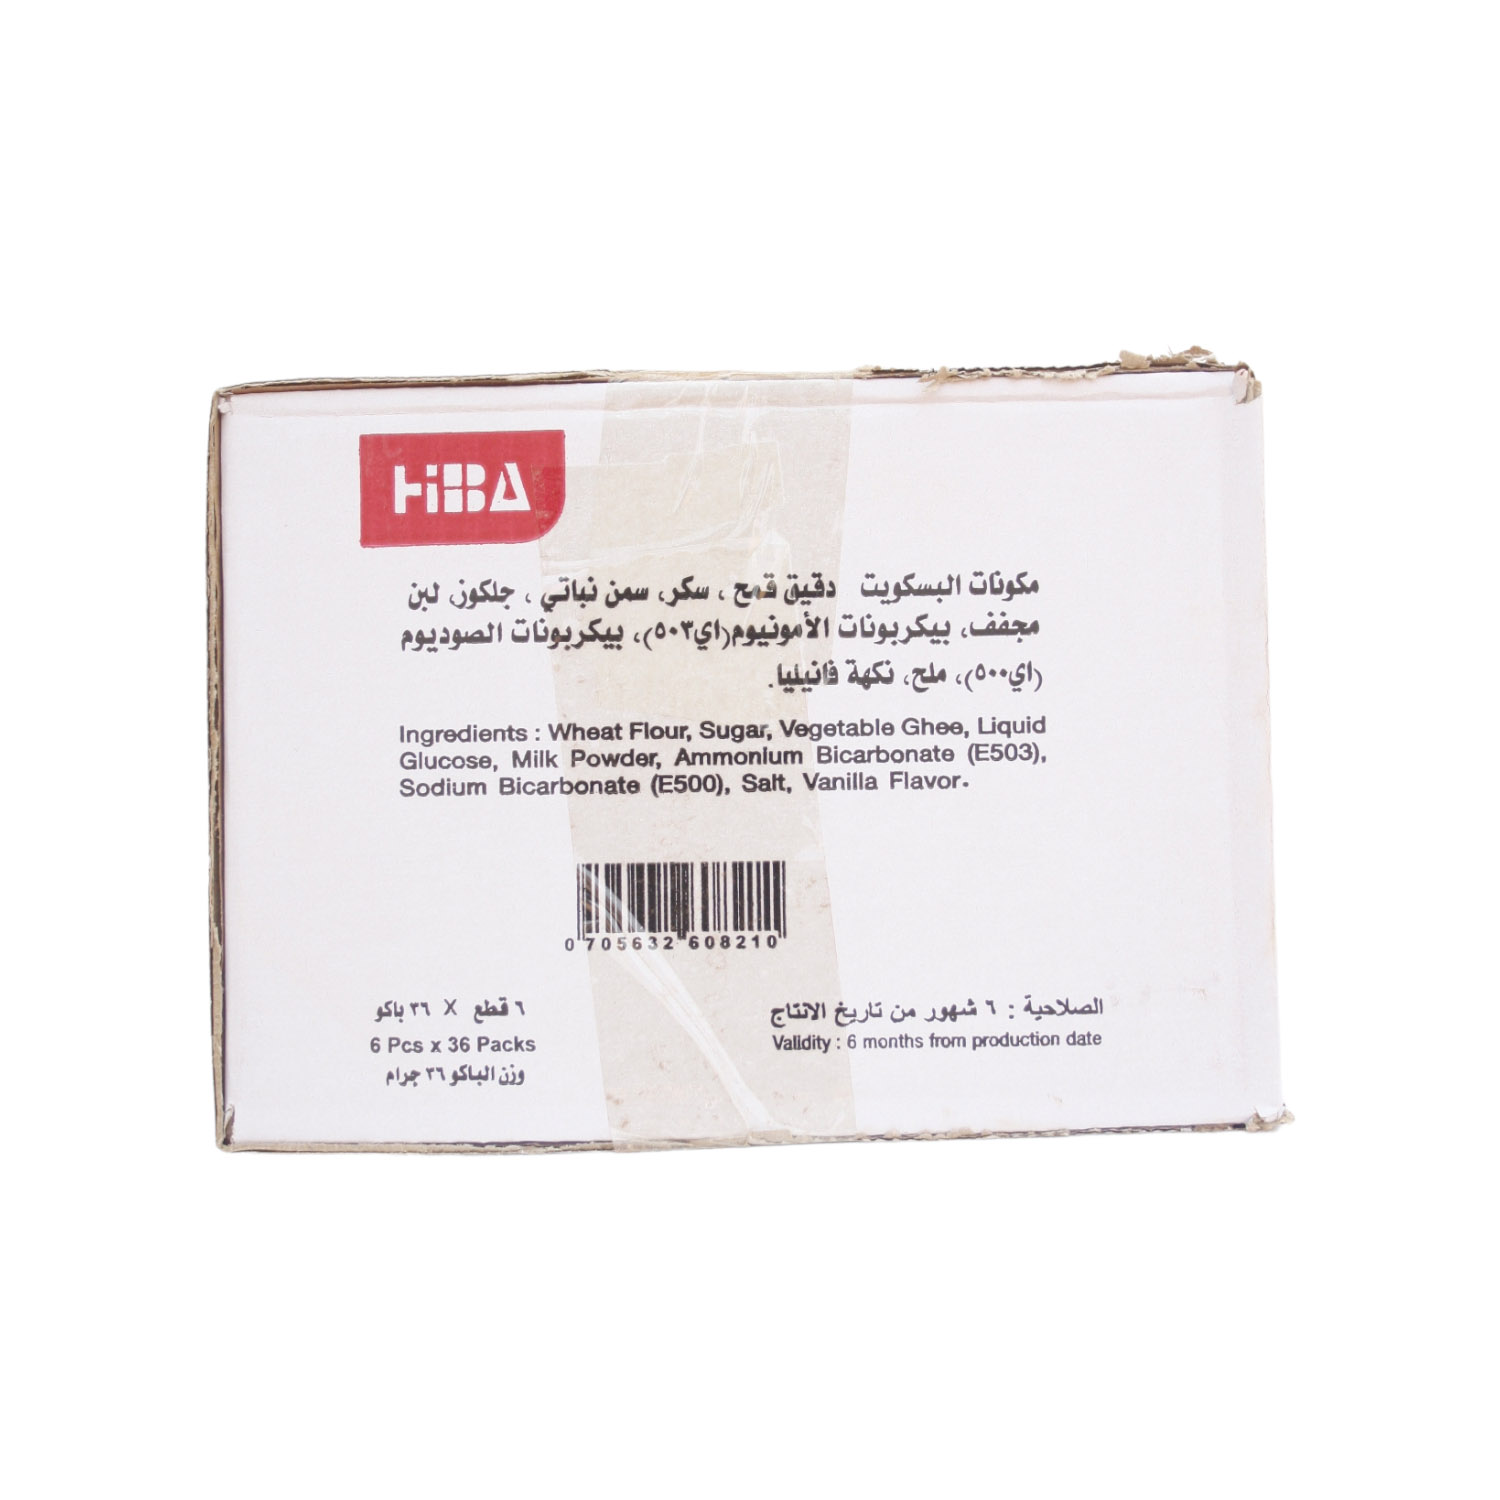 HiBA
مكونات البسكويت دقيق قمح ، سكر، سمن نباتي ، جلكوز، لبن
مجفف، بيكربونات الأمونيوم(اي٥٠٣)، بيكربونات الصوديوم
(اي٥٠٠)، ملح، نكهة فانيليا.
Ingredients : Wheat Flour, Sugar, Vegetable Ghee, Liquid
Glucose, Milk Powder, Ammonium Bicarbonate (E503),
Sodium Bicarbonate (E500), Salt, Vanilla Flavor.
0 705632 608210
٦ قطع X ٣٦ باكو
6 Pcs x 36 Packs
وزن الباكو ٣٦ جرام
الصلاحية : ٦ شهور من تاريخ الانتاج
Validity : 6 months from production date